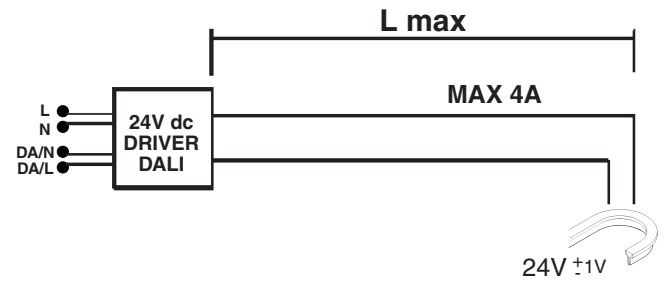 L max
MAX 4A
L
N
DA/N
DA/L
24V dc
DRIVER
DALI
24V ±1V